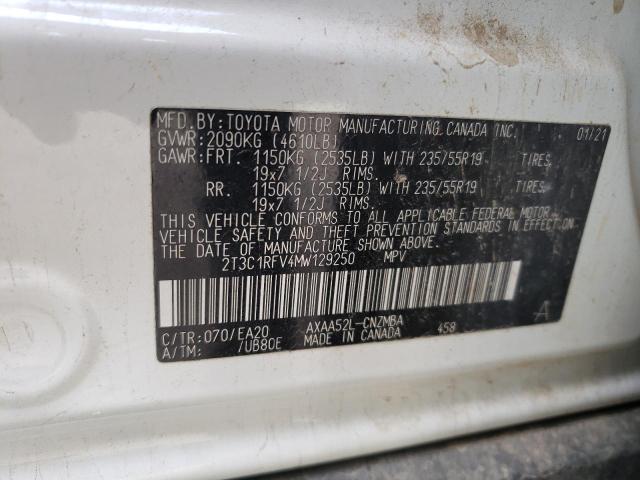 MFD. BY: TOYOTA MOTOR MANUFACTURING CANADA INC. 01/21
GVWR: 2090KG (4610LB)
GAWR: FRT. 1150KG (2535LB) WITH 235/55R19 TIRES,
19x7 1/2J RIMS.
RR. 1150KG (2535LB) WITH 235/55R19 TIRES,
19x7 1/2J RIMS.
THIS VEHICLE CONFORMS TO ALL APPLICABLE FEDERAL MOTOR
VEHICLE SAFETY AND THEFT PREVENTION STANDARDS IN EFFECT ON
THE DATE OF MANUFACTURE SHOWN ABOVE.
2T3C1RFV4MW129250 MPV
C/TR: 070/EA20 AXAA52L-CNZMBA 458 A
A/TM: /UB80E MADE IN CANADA